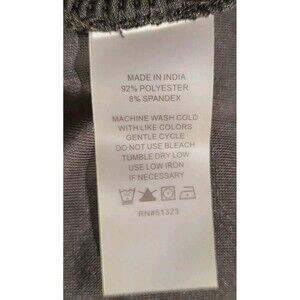 MADE IN INDIA
92% POLYESTER
8% SPANDEX
MACHINE WASH COLD
WITH LIKE COLORS
GENTLE CYCLE
DO NOT USE BLEACH
TUMBLE DRY LOW
USE LOW IRON
IF NECESSARY
RN#51323